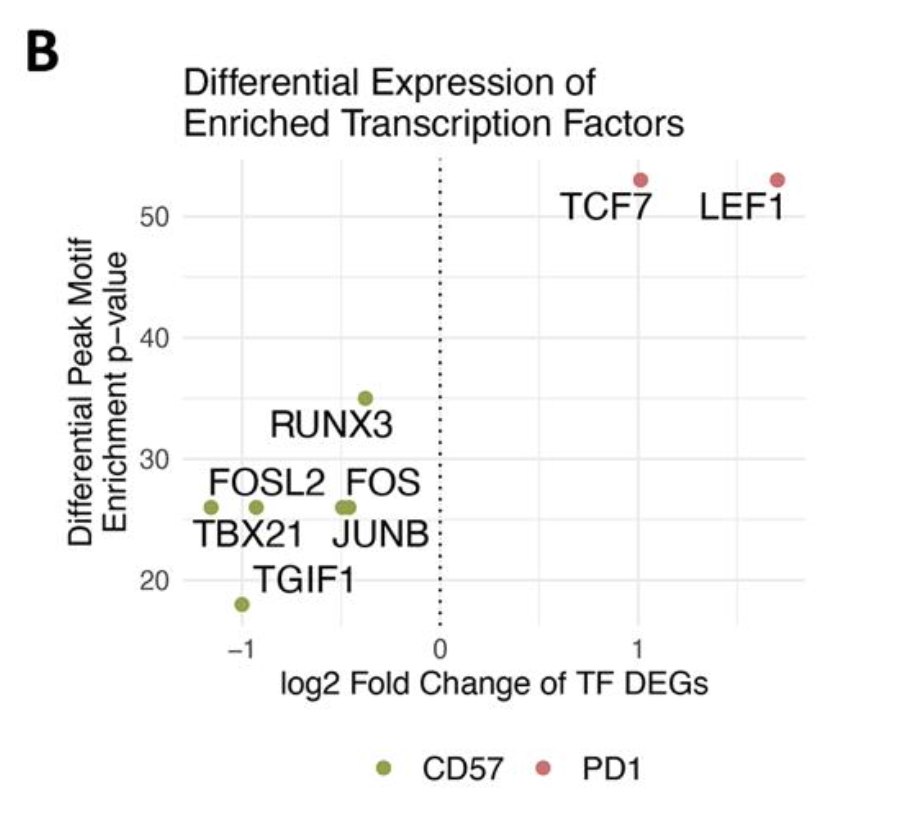 B
Differential Expression of
Enriched Transcription Factors
Differential Peak Motif
Enrichment p−value
50
40
30
20
TCF7 LEF1
RUNX3
FOSL2 FOS
TBX21 JUNB
TGIF1
−1 0 1
log2 Fold Change of TF DEGs
CD57 PD1